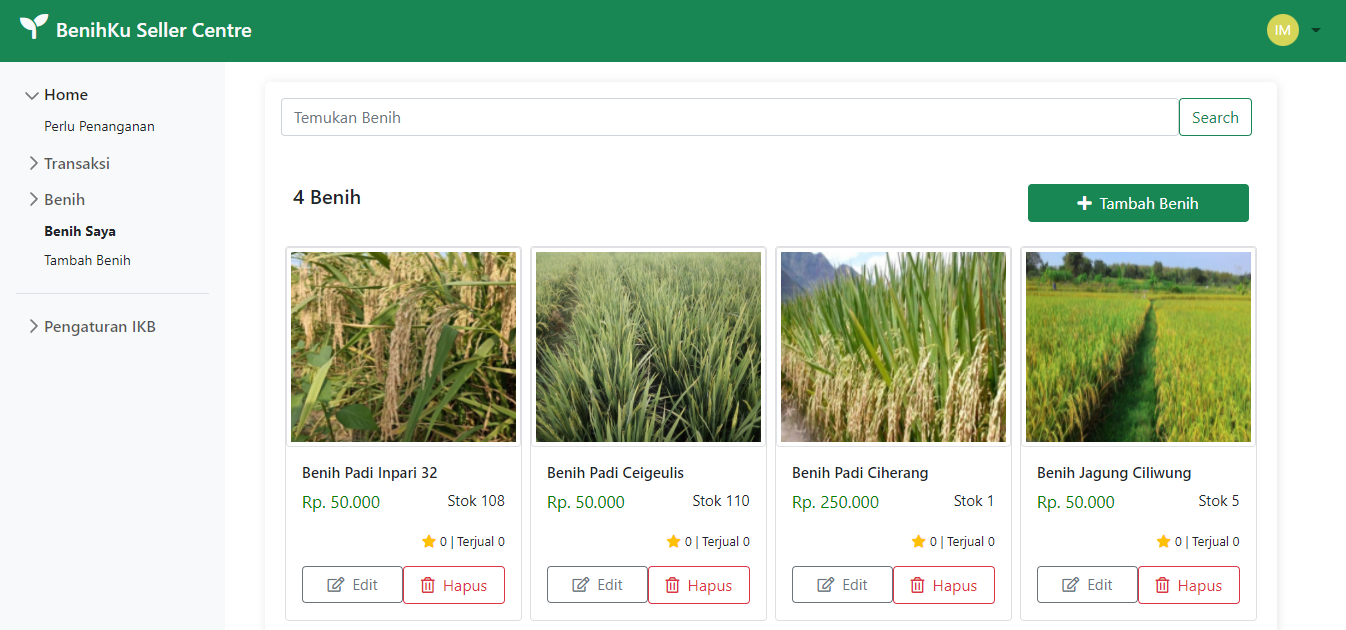 BenihKu Seller Centre
IM
Home
Perlu Penanganan
Transaksi
Benih
Benih Saya
Tambah Benih
Pengaturan IKB
Temukan Benih
Search
4 Benih
Tambah Benih
Benih Padi Inpari 32
Rp. 50.000 Stok 108
0 | Terjual 0
Edit Hapus
Benih Padi Ceigeulis
Rp. 50.000 Stok 110
0 | Terjual 0
Edit Hapus
Benih Padi Ciherang
Rp. 250.000 Stok 1
0 | Terjual 0
Edit Hapus
Benih Jagung Ciliwung
Rp. 50.000 Stok 5
0 | Terjual 0
Edit Hapus